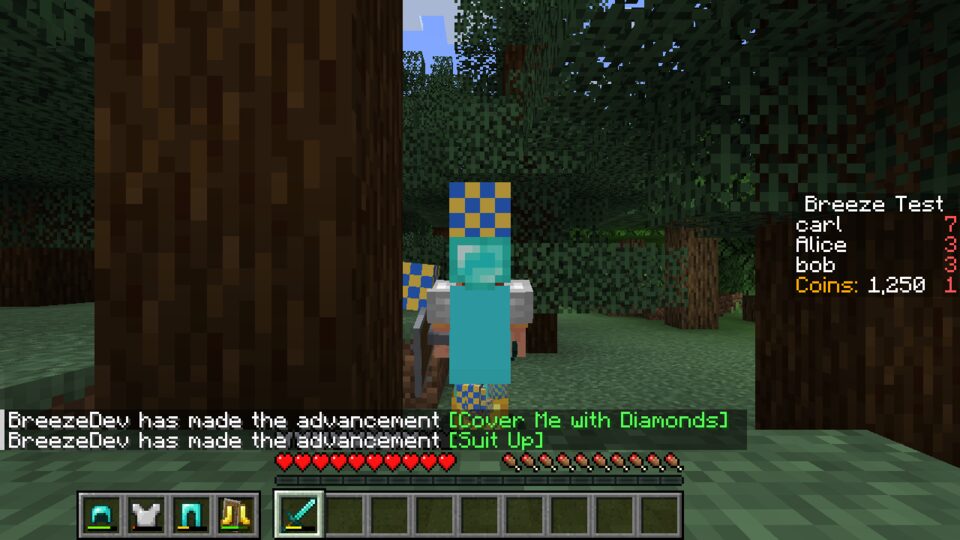 Breeze Test
carl 7
Alice 3
bob 3
Coins: 1,250 1
BreezeDev has made the advancement [Cover Me with Diamonds]
BreezeDev has made the advancement [Suit Up]